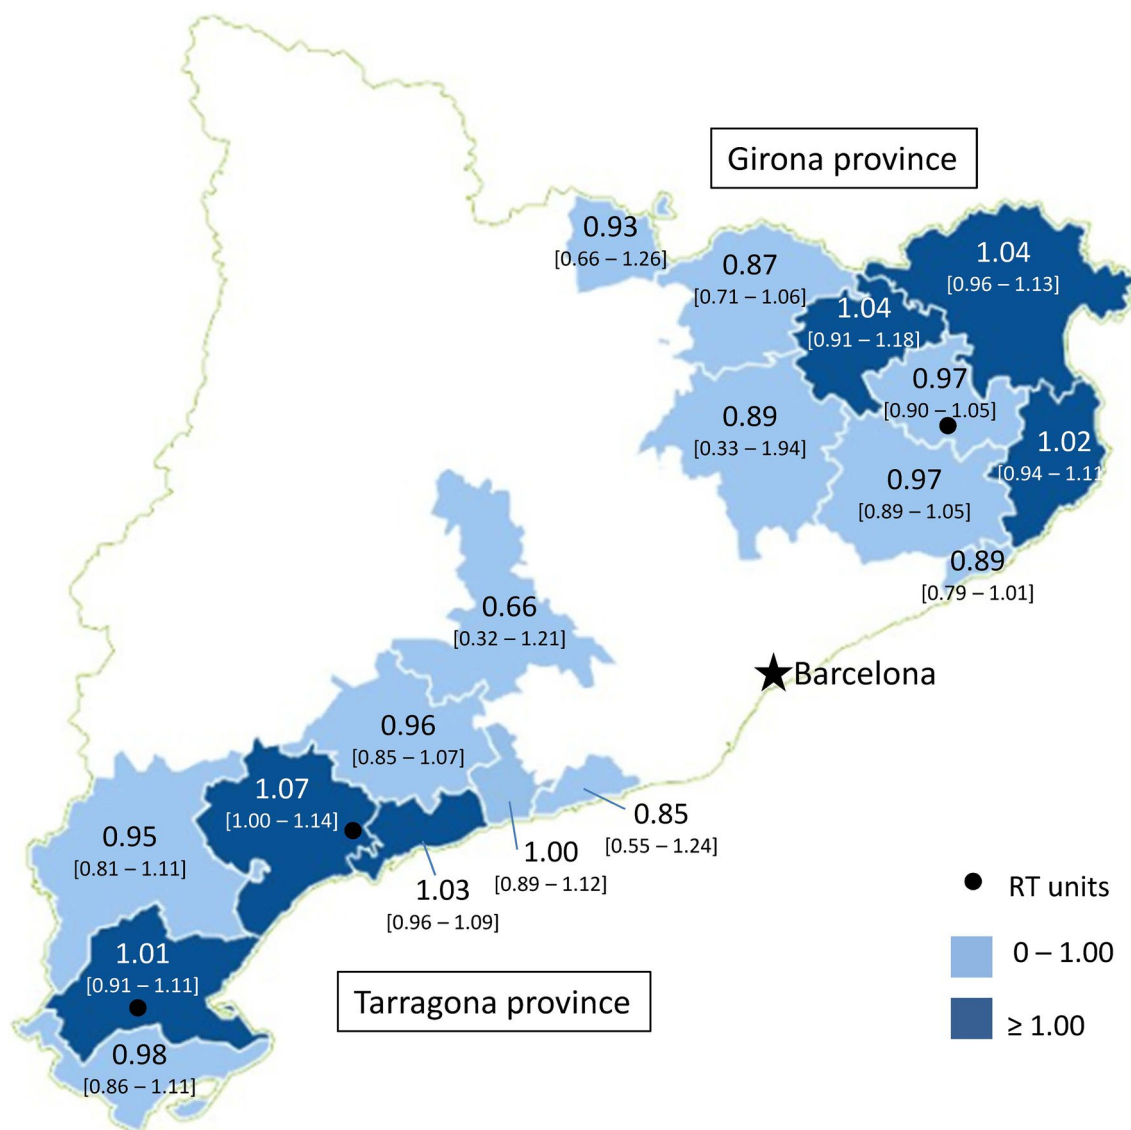 Girona province
0.93
[0.66 – 1.26]
0.87
[0.71 – 1.06]
1.04
[0.96 – 1.13]
1.04
[0.91 – 1.18]
0.97
[0.90 – 1.05]
0.89
[0.33 – 1.94]
1.02
[0.94 – 1.11
0.97
[0.89 – 1.05]
0.89
[0.79 – 1.01]
0.66
[0.32 – 1.21]
Barcelona
0.96
[0.85 – 1.07]
1.07
[1.00 – 1.14]
0.85
[0.55 – 1.24]
0.95
[0.81 – 1.11]
1.00
[0.89 – 1.12]
1.03
[0.96 – 1.09]
1.01
[0.91 – 1.11]
Tarragona province
0.98
[0.86 – 1.11]
RT units
0 – 1.00
≥ 1.00